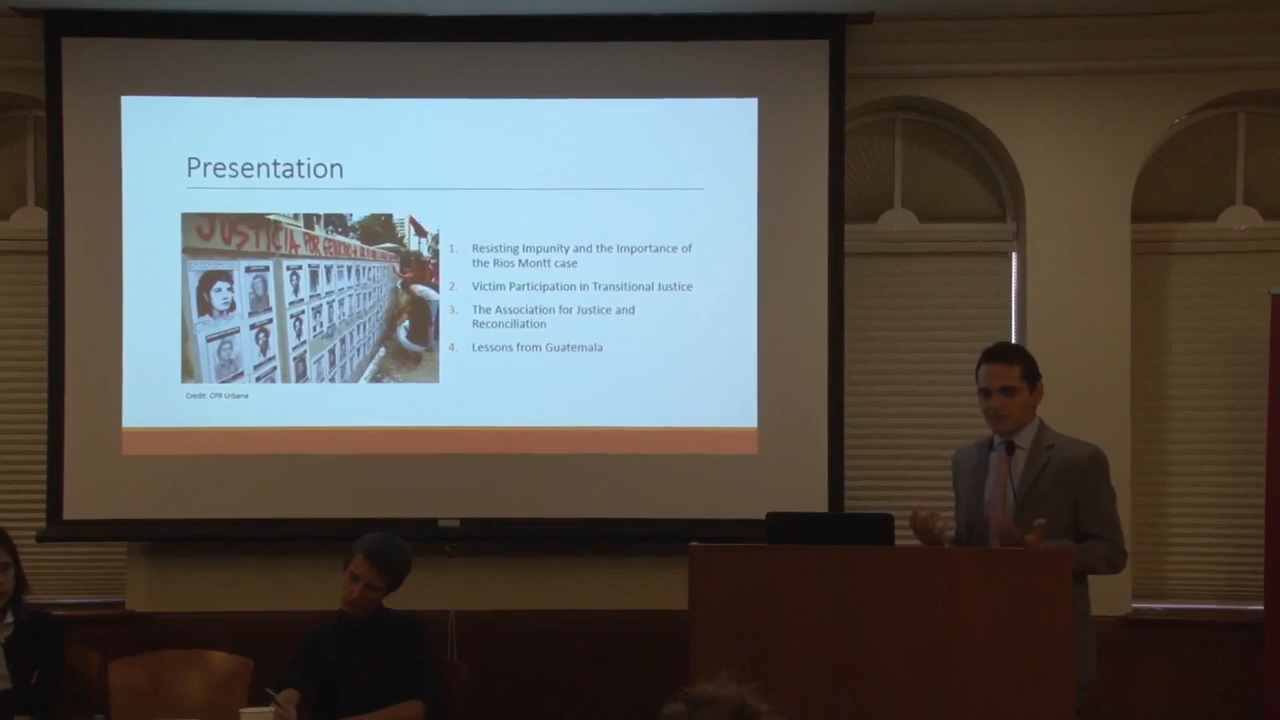 Presentation
JUSTICIA POR GENOCIDIO
1. Resisting Impunity and the Importance of
the Rios Montt case
2. Victim Participation in Transitional Justice
3. The Association for Justice and
Reconciliation
4. Lessons from Guatemala
Credit: CPR Urbana